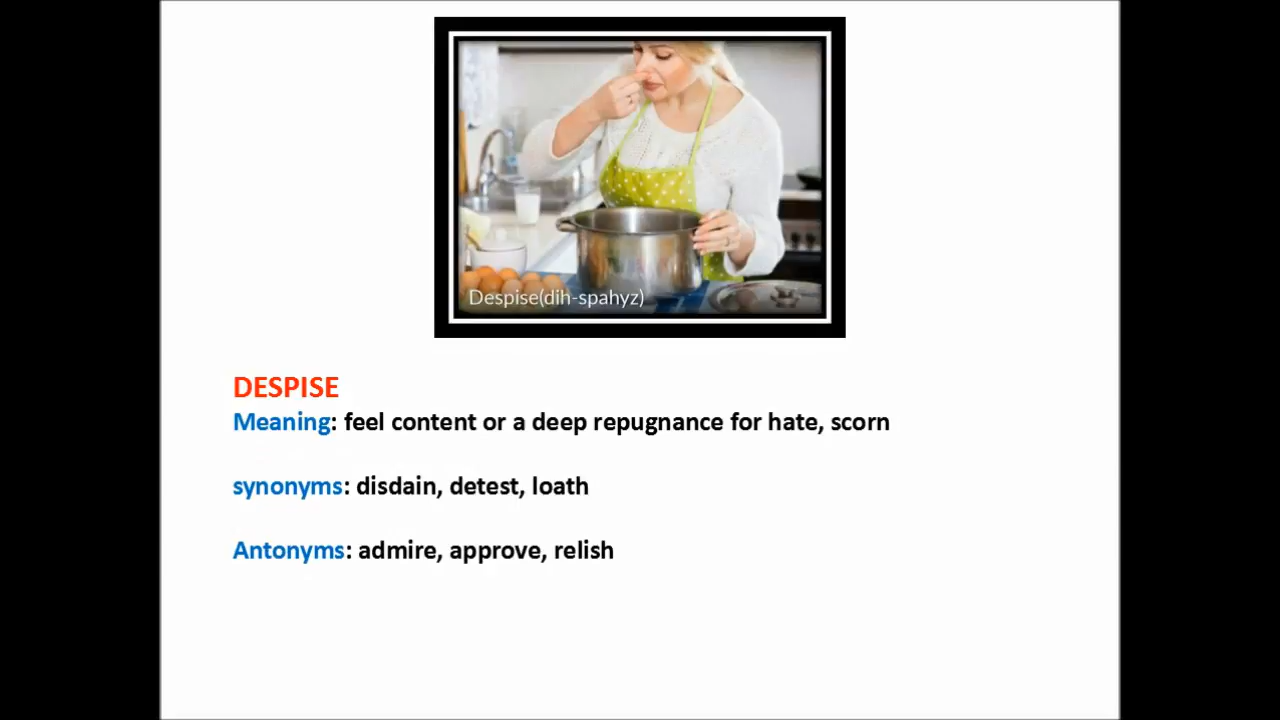 Despise(dih-spahyz)
DESPISE
Meaning: feel content or a deep repugnance for hate, scorn
synonyms: disdain, detest, loath
Antonyms: admire, approve, relish